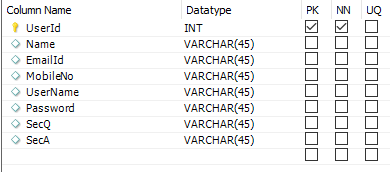 Column Name Datatype PK NN UQ
UserId INT
Name VARCHAR(45)
EmailId VARCHAR(45)
MobileNo VARCHAR(45)
UserName VARCHAR(45)
Password VARCHAR(45)
SecQ VARCHAR(45)
SecA VARCHAR(45)